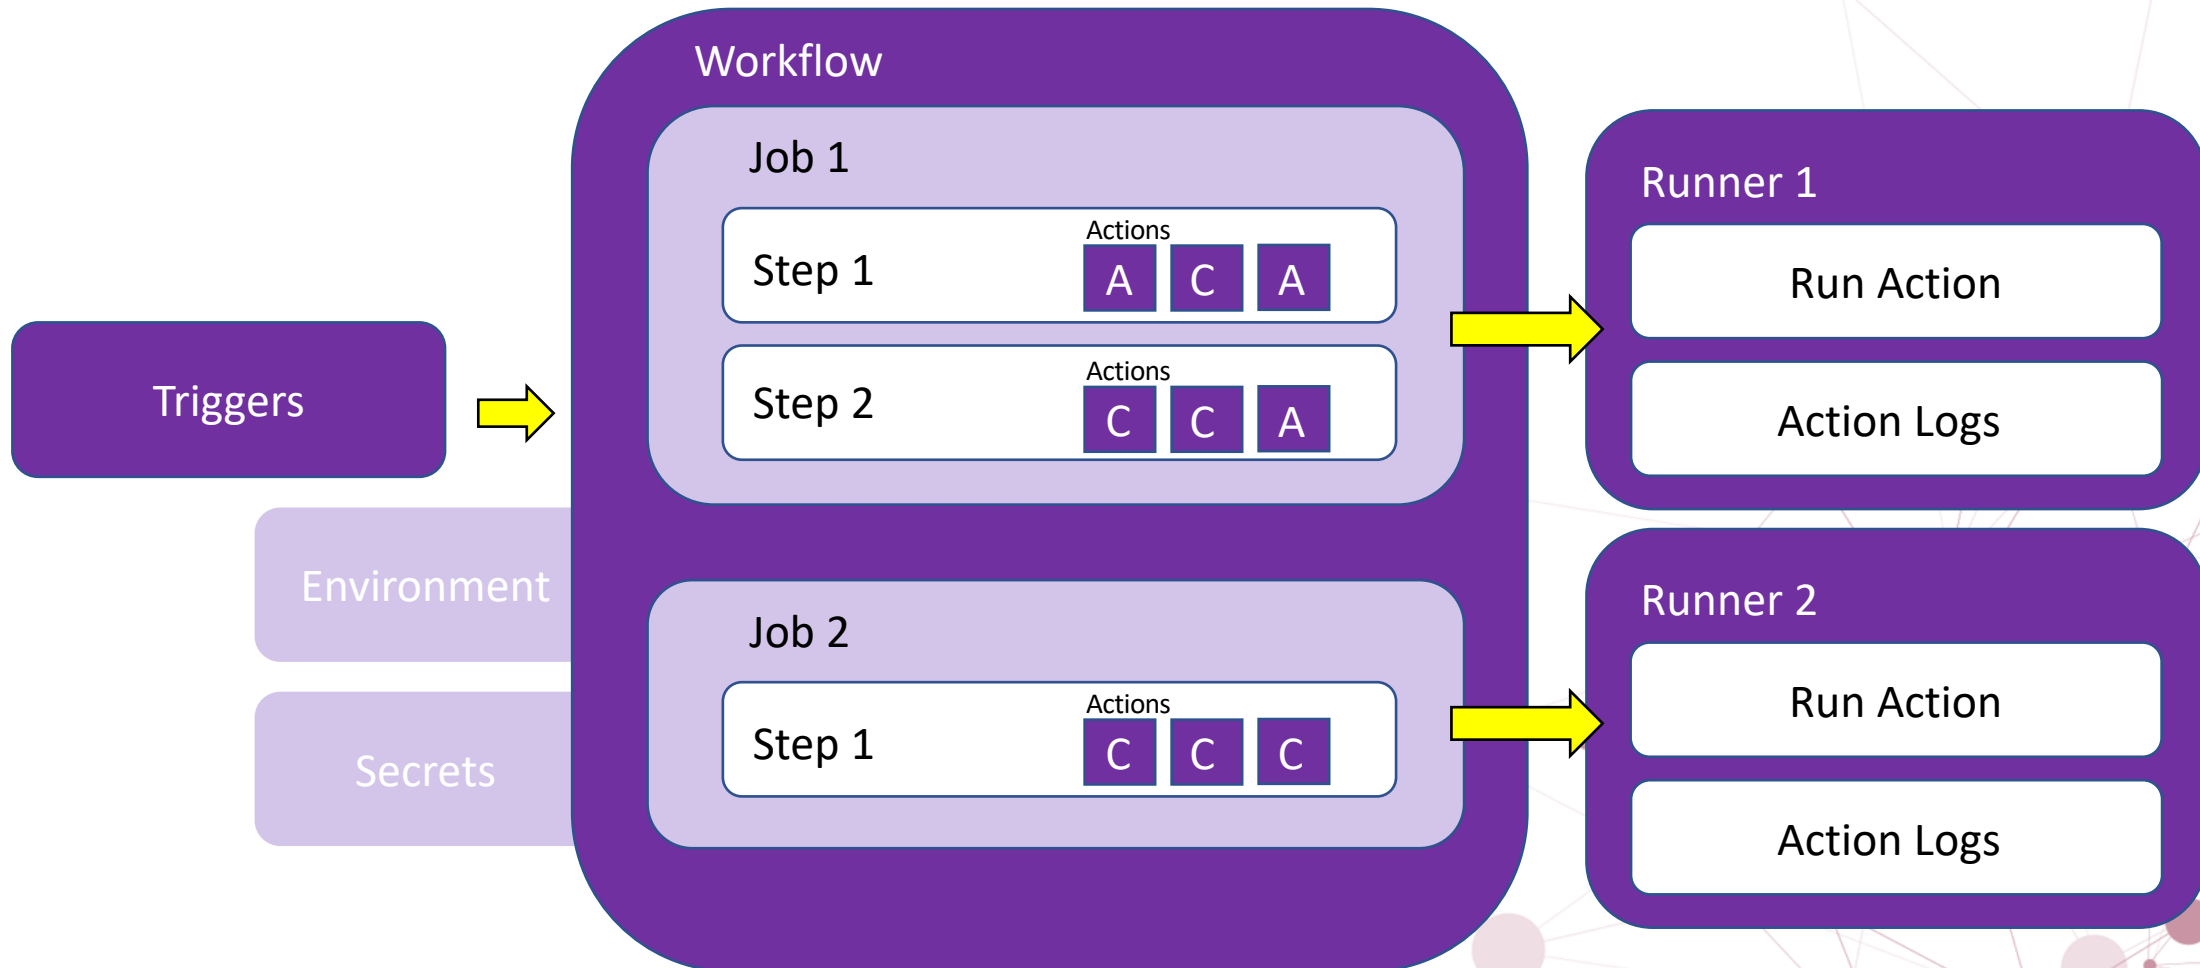 Triggers
Environment
Secrets
Workflow
Job 1
Step 1
Actions
A C A
Step 2
Actions
C C A
Job 2
Step 1
Actions
C C C
Runner 1
Run Action
Action Logs
Runner 2
Run Action
Action Logs